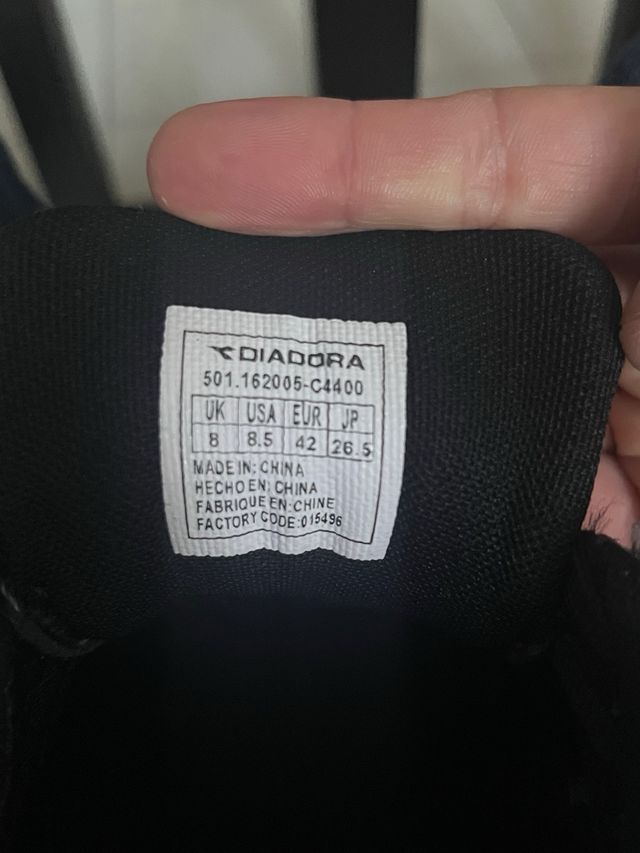 DIADORA
501.162005-C4400
UK USA EUR JP
8 8.5 42 26.5
MADE IN: CHINA
HECHO EN: CHINA
FABRIQUE EN: CHINE
FACTORY CODE:015496